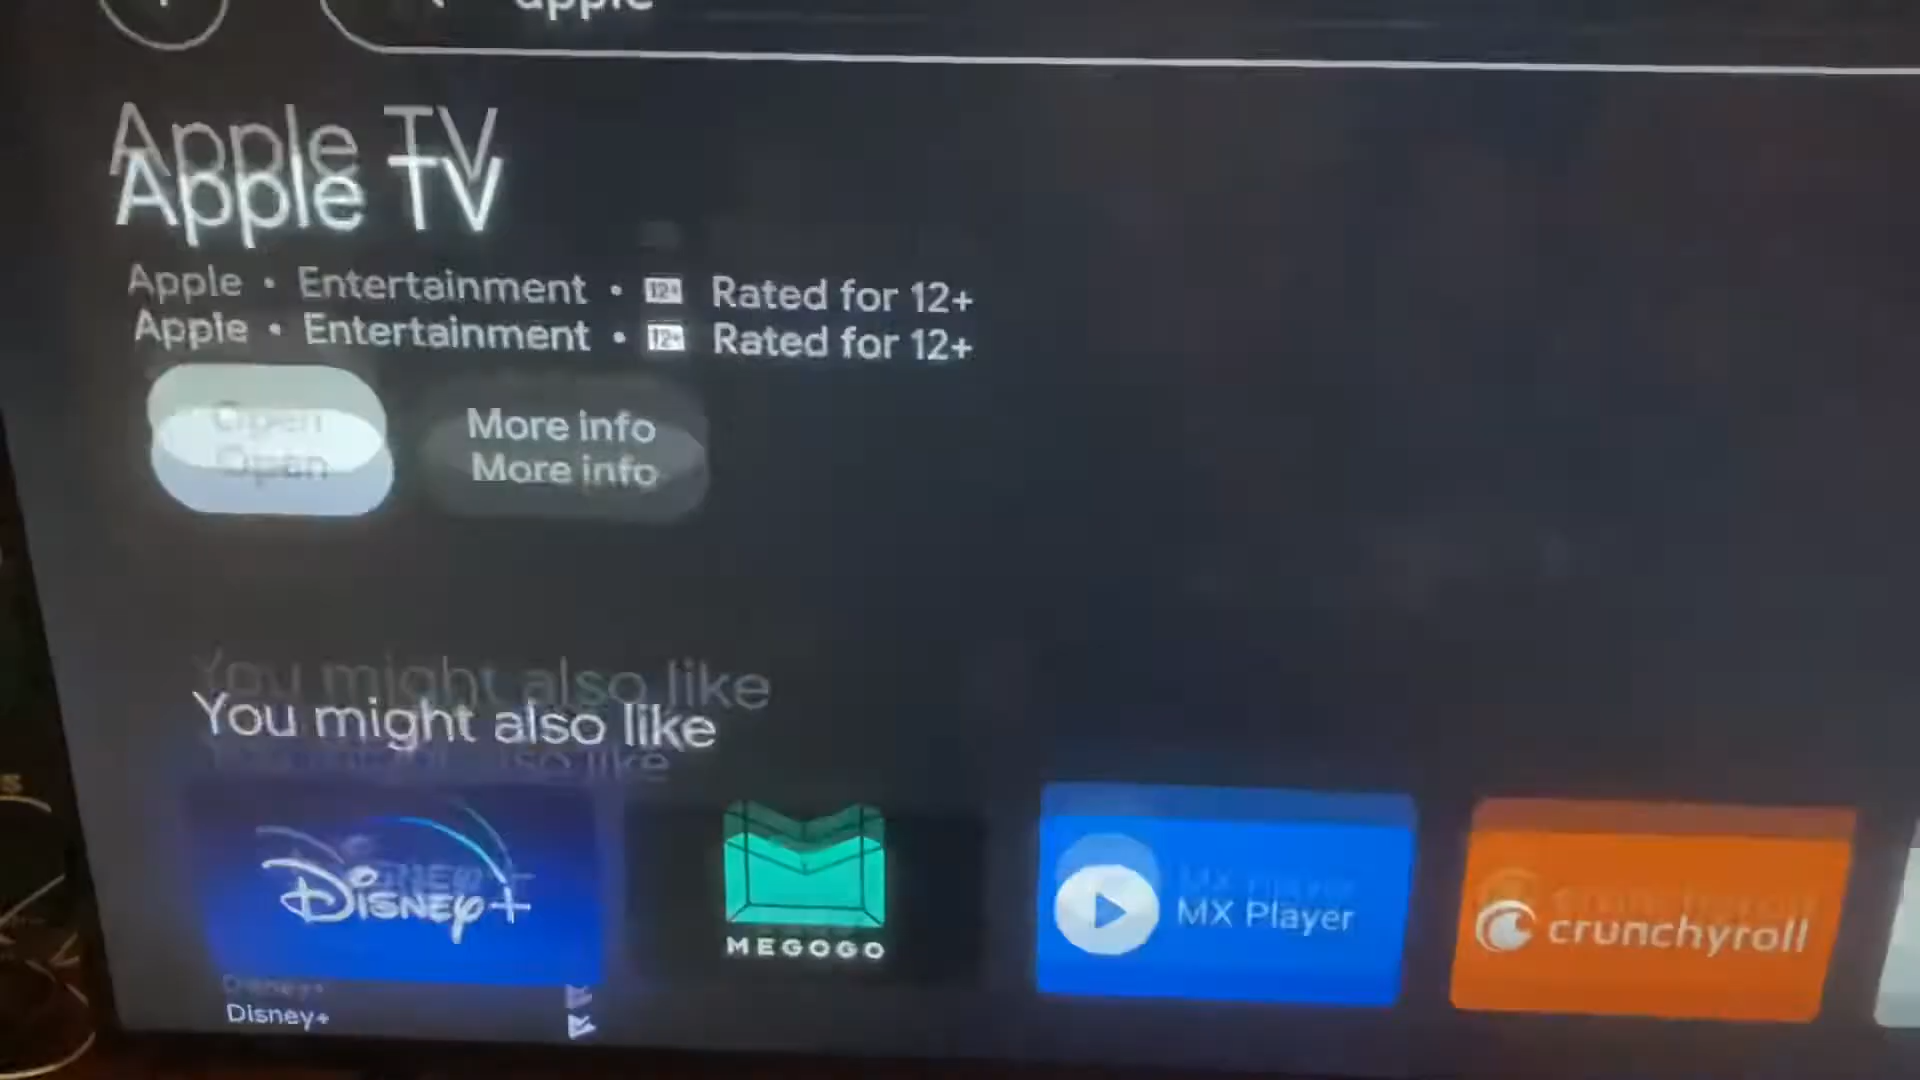 apple
Apple TV
Apple • Entertainment • 12+ Rated for 12+
Open
More info
You might also like
DISNEY+
MEGOGO
MX Player
crunchyroll
Disney+